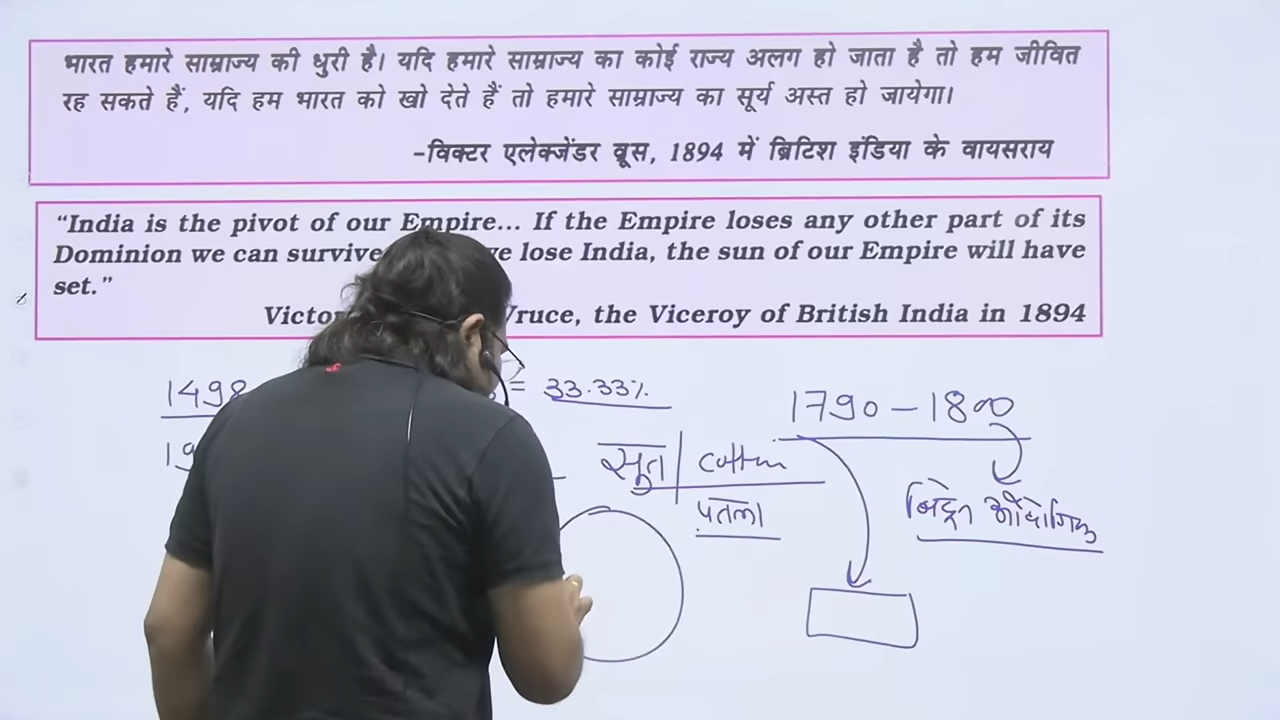 भारत हमारे साम्राज्य की धुरी है। यदि हमारे साम्राज्य का कोई राज्य अलग हो जाता है तो हम जीवित
रह सकते हैं, यदि हम भारत को खो देते हैं तो हमारे साम्राज्य का सूर्य अस्त हो जायेगा।
-विक्टर एलेक्जेंडर व्रूस, 1894 में ब्रिटिश इंडिया के वायसराय
“India is the pivot of our Empire... If the Empire loses any other part of its
Dominion we can survive lose India, the sun of our Empire will have
set.”
Vruce, the Viceroy of British India in 1894
1498 = 33.33%
1790 - 1800
सूत | Cotton
पतला
ब्रिटेन औद्योगिक